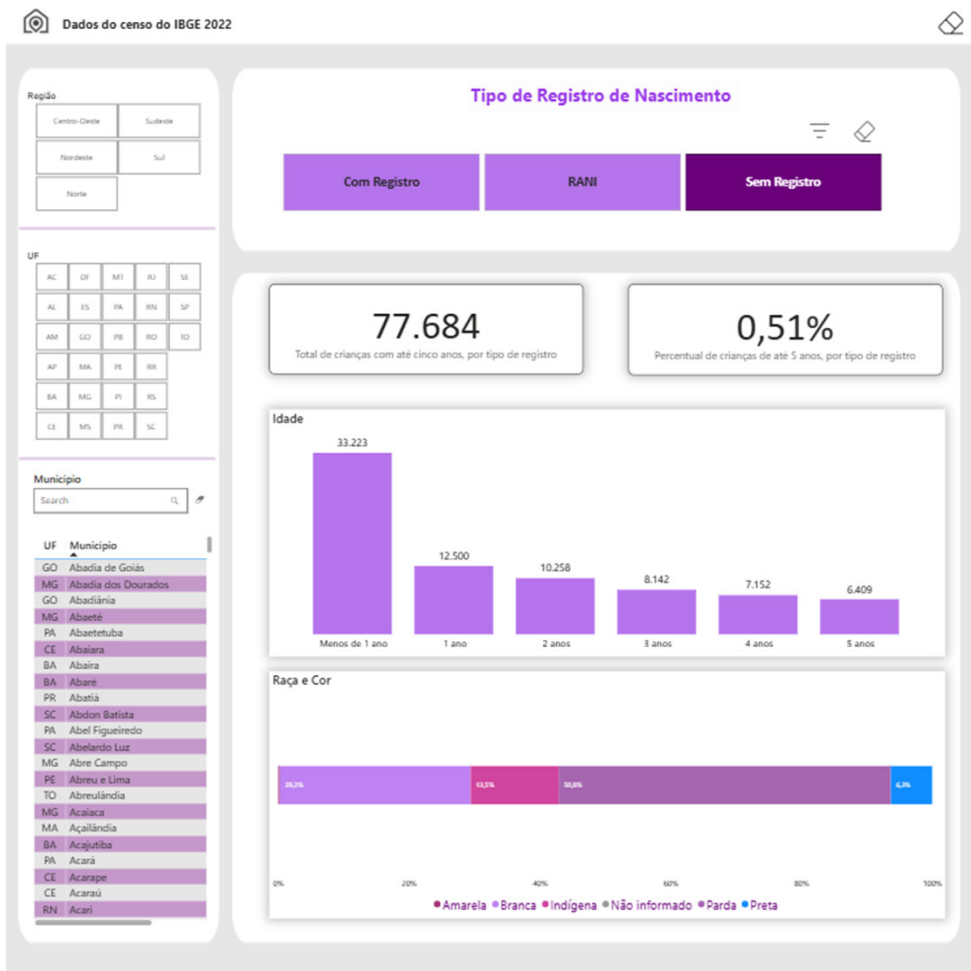 Dados do censo do IBGE 2022
Região
Centro-Oeste Sudeste
Nordeste Sul
Norte
UF
AC DF MT RJ SE
AL ES PA RN SP
AM GO PB RO TO
AP MA PE RR
BA MG PI RS
CE MS PR SC
Município
Search
UF Município
GO Abadia de Goiás
MG Abadia dos Dourados
GO Abadiânia
MG Abaeté
PA Abaetetuba
CE Abaiara
BA Abaíra
BA Abaré
PR Abatiá
SC Abdon Batista
PA Abel Figueiredo
SC Abelardo Luz
MG Abre Campo
PE Abreu e Lima
TO Abreulândia
MG Acaiaca
MA Açailândia
BA Acajutiba
PA Acará
CE Acarape
CE Acaraú
RN Acari
Tipo de Registro de Nascimento
Com Registro RANI Sem Registro
77.684
Total de crianças com até cinco anos, por tipo de registro
0,51%
Percentual de crianças de até 5 anos, por tipo de registro
Idade
33.223 12.500 10.258 8.142 7.152 6.409
Menos de 1 ano 1 ano 2 anos 3 anos 4 anos 5 anos
Raça e Cor
6,3%
0% 20% 40% 60% 80% 100%
Amarela Branca Indígena Não informado Parda Preta